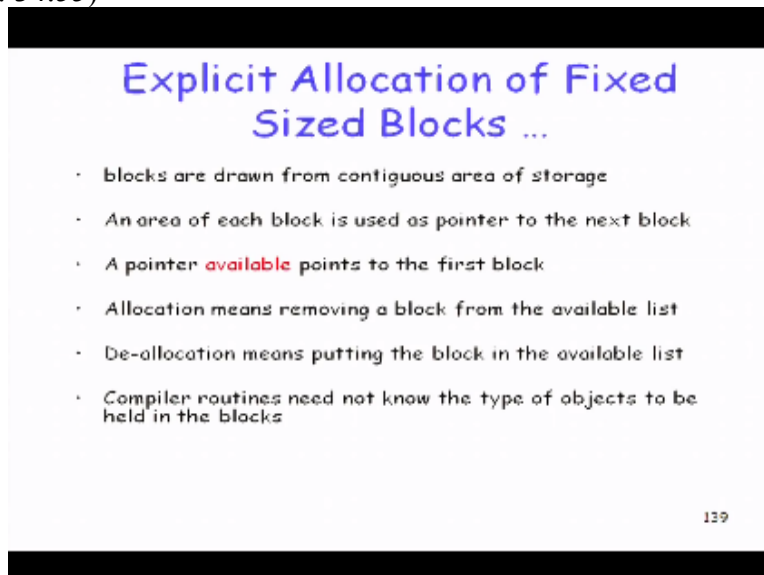 Explicit Allocation of Fixed
Sized Blocks ...
· blocks are drawn from contiguous area of storage
· An area of each block is used as pointer to the next block
· A pointer available points to the first block
· Allocation means removing a block from the available list
· De-allocation means putting the block in the available list
· Compiler routines need not know the type of objects to be
held in the blocks
139